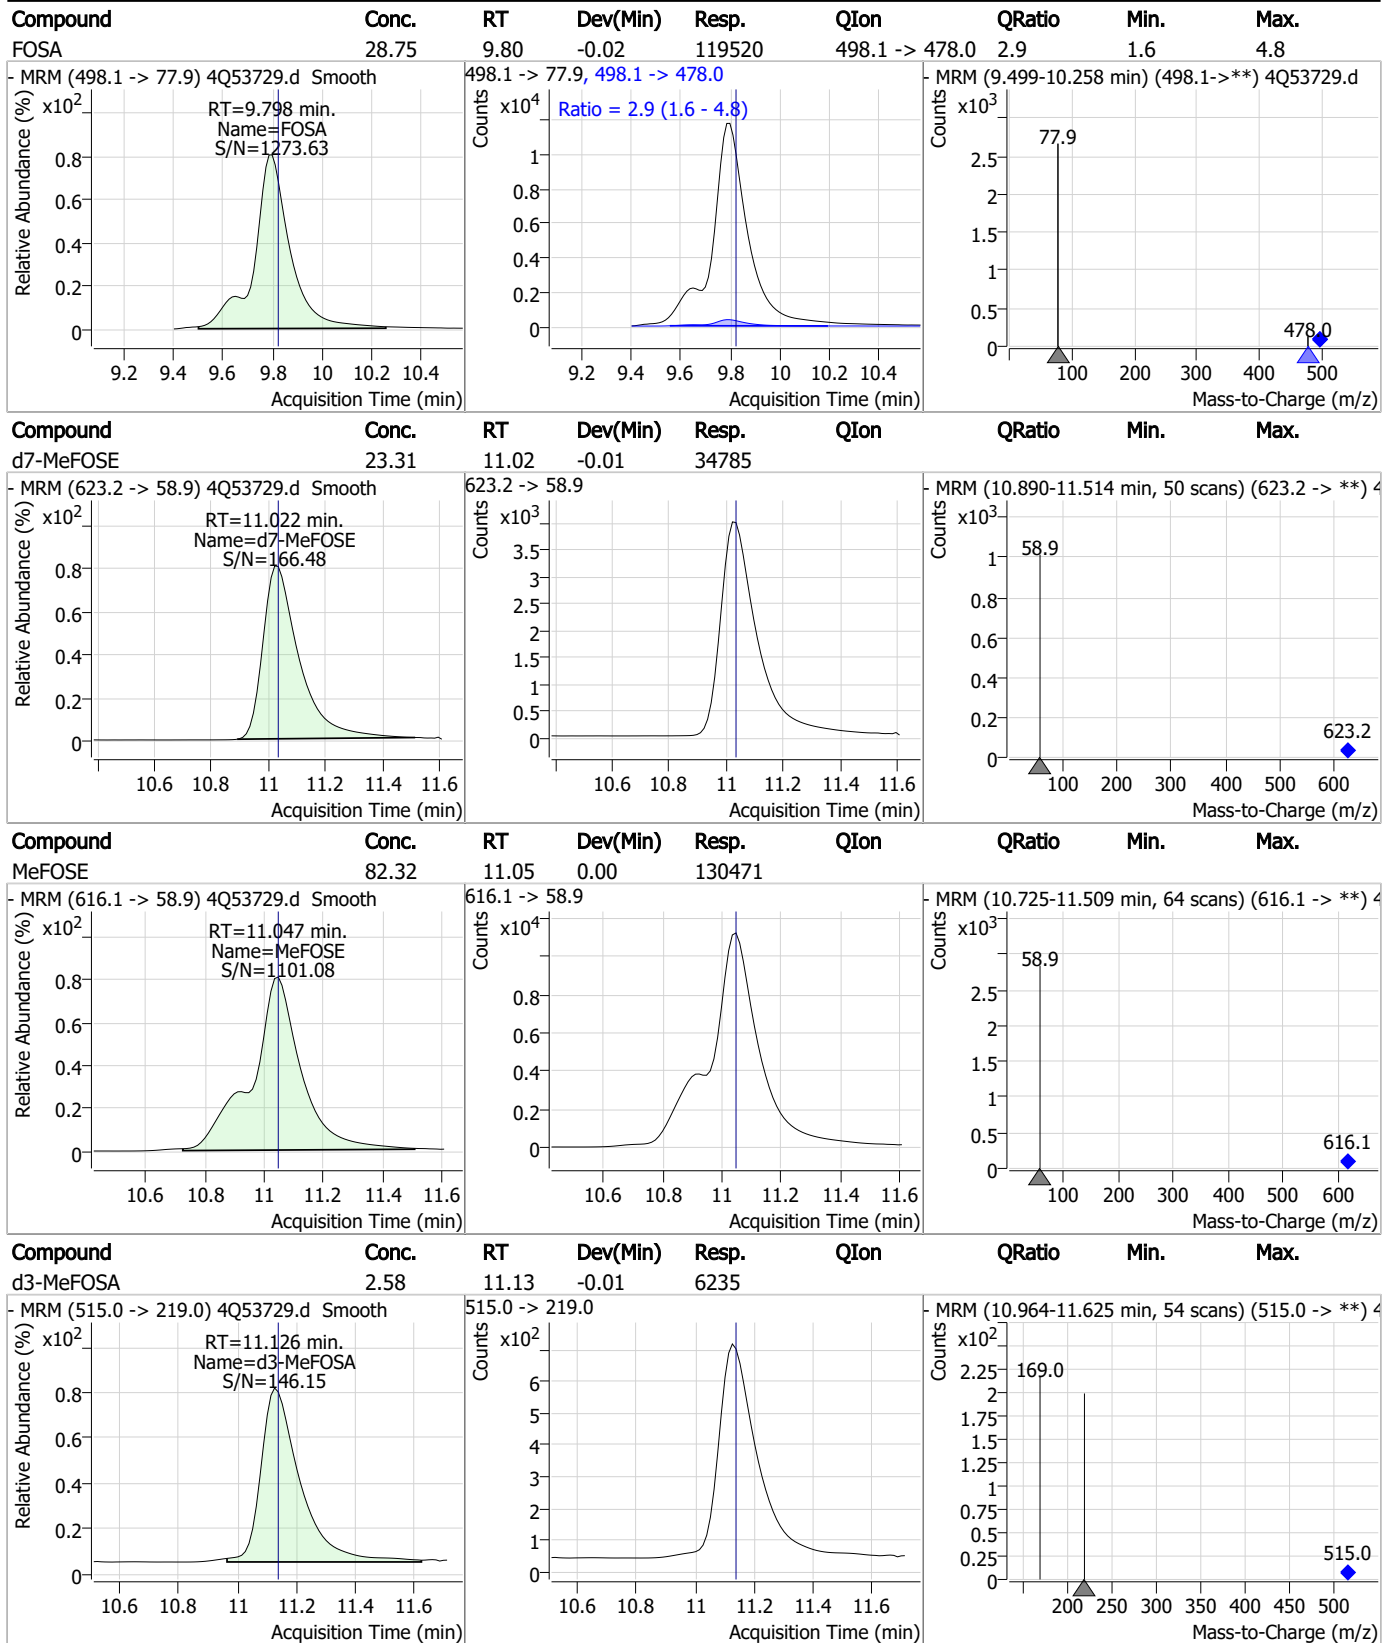 Compound Conc. RT Dev(Min) Resp. QIon QRatio Min. Max.
FOSA 28.75 9.80 -0.02 119520 498.1 -> 478.0 2.9 1.6 4.8
- MRM (498.1 -> 77.9) 4Q53729.d Smooth
Relative Abundance (%)
x10²
RT=9.798 min.
Name=FOSA
S/N=1273.63
0.8
0.6
0.4
0.2
0
9.2 9.4 9.6 9.8 10 10.2 10.4
Acquisition Time (min)
498.1 -> 77.9, 498.1 -> 478.0
Counts
x10⁴
Ratio = 2.9 (1.6 - 4.8)
1
0.8
0.6
0.4
0.2
0
9.2 9.4 9.6 9.8 10 10.2 10.4
Acquisition Time (min)
- MRM (9.499-10.258 min) (498.1->**) 4Q53729.d
Counts
x10³
77.9
2.5
2
1.5
1
0.5
0
478.0
100 200 300 400 500
Mass-to-Charge (m/z)
Compound Conc. RT Dev(Min) Resp. QIon QRatio Min. Max.
d7-MeFOSE 23.31 11.02 -0.01 34785
- MRM (623.2 -> 58.9) 4Q53729.d Smooth
Relative Abundance (%)
x10²
RT=11.022 min.
Name=d7-MeFOSE
S/N=166.48
0.8
0.6
0.4
0.2
0
10.6 10.8 11 11.2 11.4 11.6
Acquisition Time (min)
623.2 -> 58.9
Counts
x10³
3.5
3
2.5
2
1.5
1
0.5
0
10.6 10.8 11 11.2 11.4 11.6
Acquisition Time (min)
- MRM (10.890-11.514 min, 50 scans) (623.2 -> **) 4
Counts
x10³
58.9
1
0.8
0.6
0.4
0.2
0
623.2
100 200 300 400 500 600
Mass-to-Charge (m/z)
Compound Conc. RT Dev(Min) Resp. QIon QRatio Min. Max.
MeFOSE 82.32 11.05 0.00 130471
- MRM (616.1 -> 58.9) 4Q53729.d Smooth
Relative Abundance (%)
x10²
RT=11.047 min.
Name=MeFOSE
S/N=1101.08
0.8
0.6
0.4
0.2
0
10.6 10.8 11 11.2 11.4 11.6
Acquisition Time (min)
616.1 -> 58.9
Counts
x10⁴
0.8
0.6
0.4
0.2
0
10.6 10.8 11 11.2 11.4 11.6
Acquisition Time (min)
- MRM (10.725-11.509 min, 64 scans) (616.1 -> **) 4
Counts
x10³
58.9
2.5
2
1.5
1
0.5
0
616.1
100 200 300 400 500 600
Mass-to-Charge (m/z)
Compound Conc. RT Dev(Min) Resp. QIon QRatio Min. Max.
d3-MeFOSA 2.58 11.13 -0.01 6235
- MRM (515.0 -> 219.0) 4Q53729.d Smooth
Relative Abundance (%)
x10²
RT=11.126 min.
Name=d3-MeFOSA
S/N=146.15
0.8
0.6
0.4
0.2
0
10.6 10.8 11 11.2 11.4 11.6
Acquisition Time (min)
515.0 -> 219.0
Counts
x10²
6
5
4
3
2
1
0
10.6 10.8 11 11.2 11.4 11.6
Acquisition Time (min)
- MRM (10.964-11.625 min, 54 scans) (515.0 -> **) 4
Counts
x10²
169.0
2.25
2
1.75
1.5
1.25
1
0.75
0.5
0.25
0
515.0
200 250 300 350 400 450 500
Mass-to-Charge (m/z)